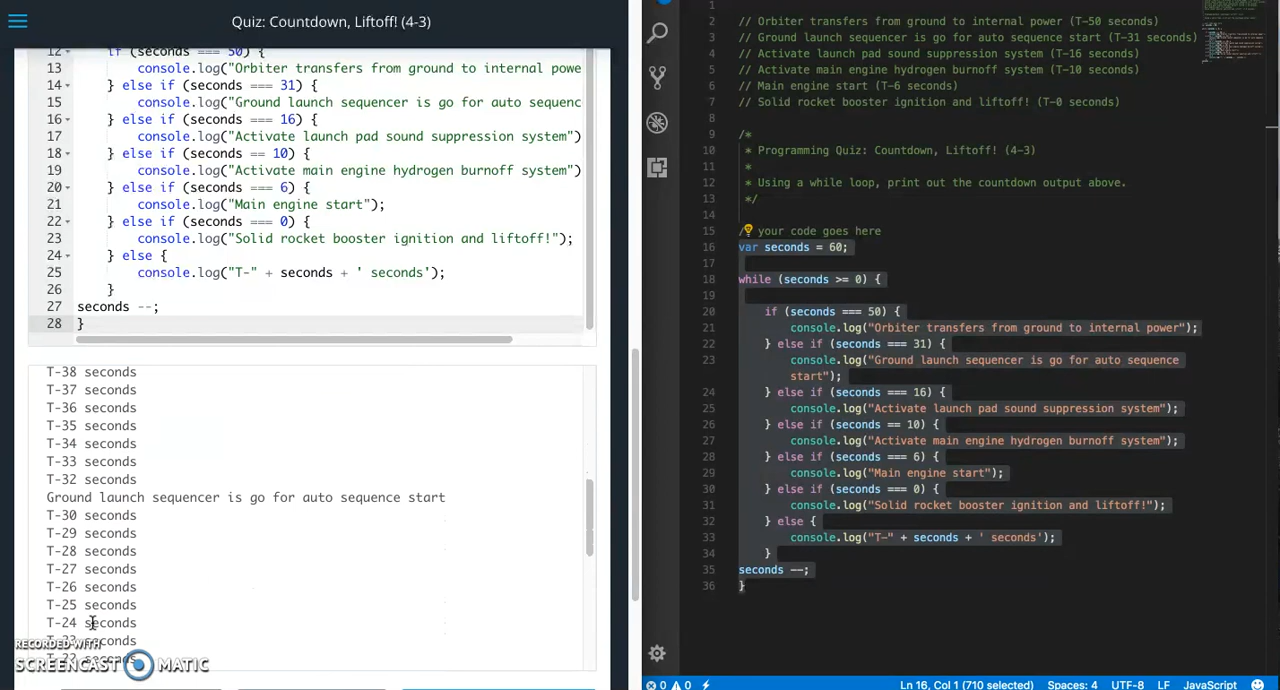 Quiz: Countdown, Liftoff! (4-3)
12 if (seconds === 50) {
13 console.log("Orbiter transfers from ground to internal powe
14 } else if (seconds === 31) {
15 console.log("Ground launch sequencer is go for auto sequenc
16 } else if (seconds === 16) {
17 console.log("Activate launch pad sound suppression system")
18 } else if (seconds == 10) {
19 console.log("Activate main engine hydrogen burnoff system")
20 } else if (seconds === 6) {
21 console.log("Main engine start");
22 } else if (seconds === 0) {
23 console.log("Solid rocket booster ignition and liftoff!");
24 } else {
25 console.log("T-" + seconds + ' seconds');
26 }
27 seconds --;
28 }
T-38 seconds
T-37 seconds
T-36 seconds
T-35 seconds
T-34 seconds
T-33 seconds
T-32 seconds
Ground launch sequencer is go for auto sequence start
T-30 seconds
T-29 seconds
T-28 seconds
T-27 seconds
T-26 seconds
T-25 seconds
T-24 seconds
T-23 seconds
T-22 seconds
RECORDED WITH
SCREENCAST MATIC
1
2 // Orbiter transfers from ground to internal power (T-50 seconds)
3 // Ground launch sequencer is go for auto sequence start (T-31 seconds)
4 // Activate launch pad sound suppression system (T-16 seconds)
5 // Activate main engine hydrogen burnoff system (T-10 seconds)
6 // Main engine start (T-6 seconds)
7 // Solid rocket booster ignition and liftoff! (T-0 seconds)
8
9 /*
10 * Programming Quiz: Countdown, Liftoff! (4-3)
11 *
12 * Using a while loop, print out the countdown output above.
13 */
14
15 / your code goes here
16 var seconds = 60;
17
18 while (seconds >= 0) {
19
20 if (seconds === 50) {
21 console.log("Orbiter transfers from ground to internal power");
22 } else if (seconds === 31) {
23 console.log("Ground launch sequencer is go for auto sequence
start");
24 } else if (seconds === 16) {
25 console.log("Activate launch pad sound suppression system");
26 } else if (seconds == 10) {
27 console.log("Activate main engine hydrogen burnoff system");
28 } else if (seconds === 6) {
29 console.log("Main engine start");
30 } else if (seconds === 0) {
31 console.log("Solid rocket booster ignition and liftoff!");
32 } else {
33 console.log("T-" + seconds + ' seconds');
34 }
35 seconds --;
36 }
0 0 Ln 16, Col 1 (710 selected) Spaces: 4 UTF-8 LF JavaScript